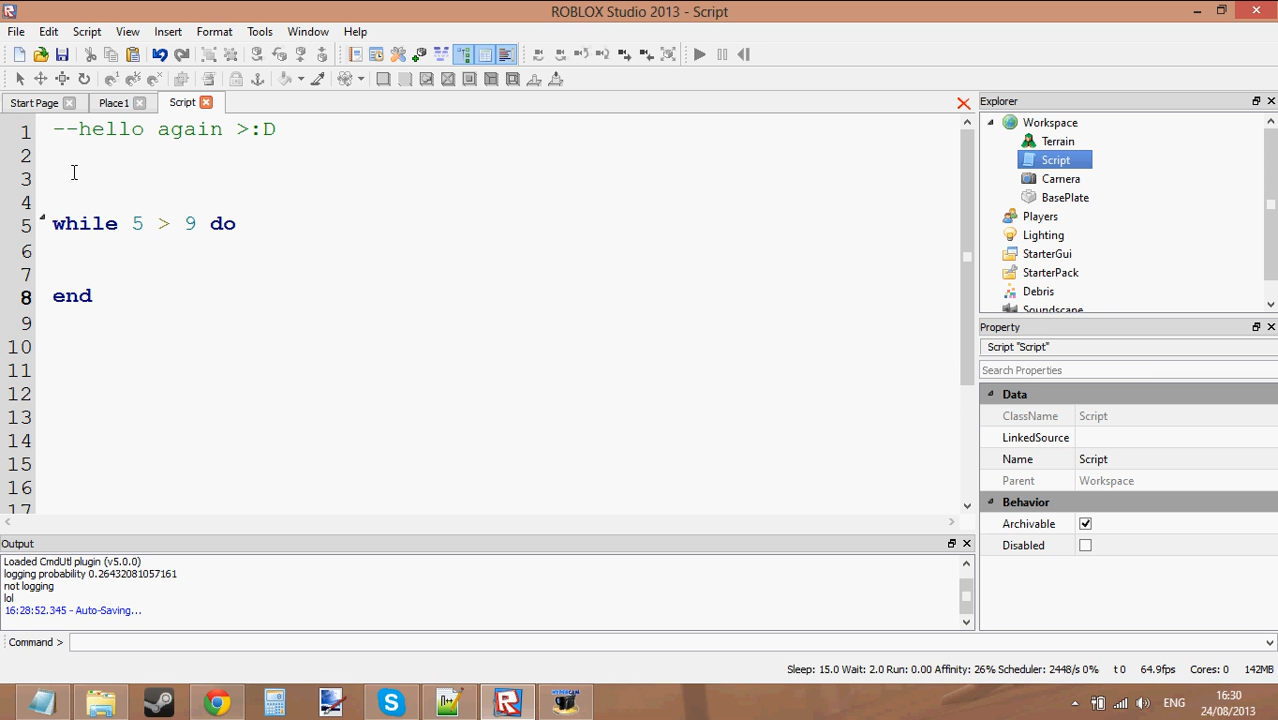 ROBLOX Studio 2013 - Script
File Edit Script View Insert Format Tools Window Help
Start Page Place1 Script
1 --hello again >:D
2
3
4
5 while 5 > 9 do
6
7
8 end
9
10
11
12
13
14
15
16
17
Explorer
Workspace
Terrain
Script
Camera
BasePlate
Players
Lighting
StarterGui
StarterPack
Debris
Soundscape
Property
Script "Script"
Search Properties
Data
ClassName Script
LinkedSource
Name Script
Parent Workspace
Behavior
Archivable
Disabled
Output
Loaded CmdUtl plugin (v5.0.0)
logging probability 0.26432081057161
not logging
lol
16:28:52.345 - Auto-Saving...
Command >
Sleep: 15.0 Wait: 2.0 Run: 0.00 Affinity: 26% Scheduler: 2448/s 0% t 0 64.9fps Cores: 0 142MB
ENG
16:30
24/08/2013